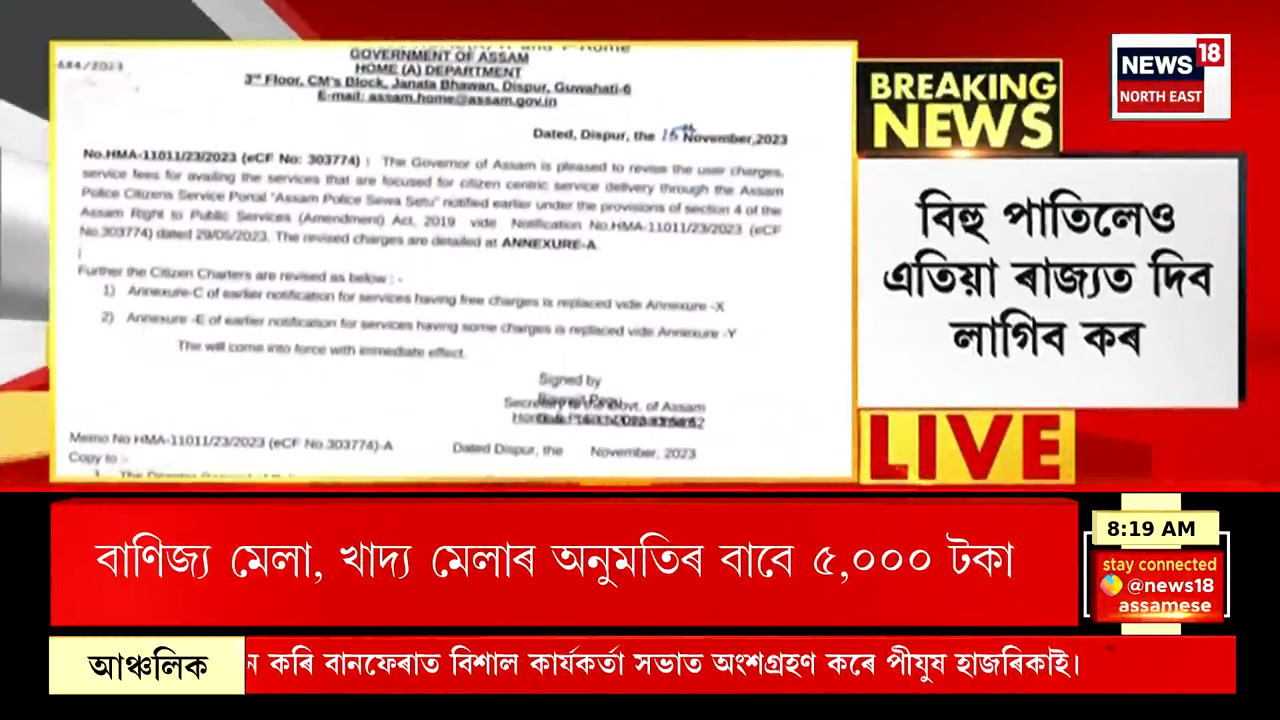 684/2023
GOVERNMENT OF ASSAM
HOME (A) DEPARTMENT
3rd Floor, CM's Block, Janata Bhawan, Dispur, Guwahati-6
E-mail: assam.home@assam.gov.in
Dated, Dispur, the 15th November,2023
No.HMA-11011/23/2023 (eCF No: 303774) : The Governor of Assam is pleased to revise the user charges,
service fees for availing the services that are focused for citizen centric service delivery through the Assam
Police Citizens Service Portal "Assam Police Sewa Setu" notified earlier under the provisions of section 4 of the
Assam Right to Public Services (Amendment) Act, 2019 vide Notification No.HMA-11011/23/2023 (eCF
No.303774) dated 29/05/2023. The revised charges are detailed at ANNEXURE-A.
Further the Citizen Charters are revised as below : -
1) Annexure-C of earlier notification for services having free charges is replaced vide Annexure -X
2) Annexure -E of earlier notification for services having some charges is replaced vide Annexure -Y
The will come into force with immediate effect.
Signed by
Secretary to the Govt. of Assam
Memo No HMA-11011/23/2023 (eCF No.303774)-A Dated Dispur, the November, 2023
Copy to :-
BREAKING
NEWS
NEWS 18
NORTH EAST
বিহু পাতিলেও
এতিয়া ৰাজ্যত দিব
লাগিব কৰ
LIVE
বাণিজ্য মেলা, খাদ্য মেলাৰ অনুমতিৰ বাবে ৫,০০০ টকা
8:19 AM
stay connected
@news18
assamese
আঞ্চলিক
ন কৰি বানফেৰাত বিশাল কাৰ্যকৰ্তা সভাত অংশগ্ৰহণ কৰে পীযুষ হাজৰিকাই।